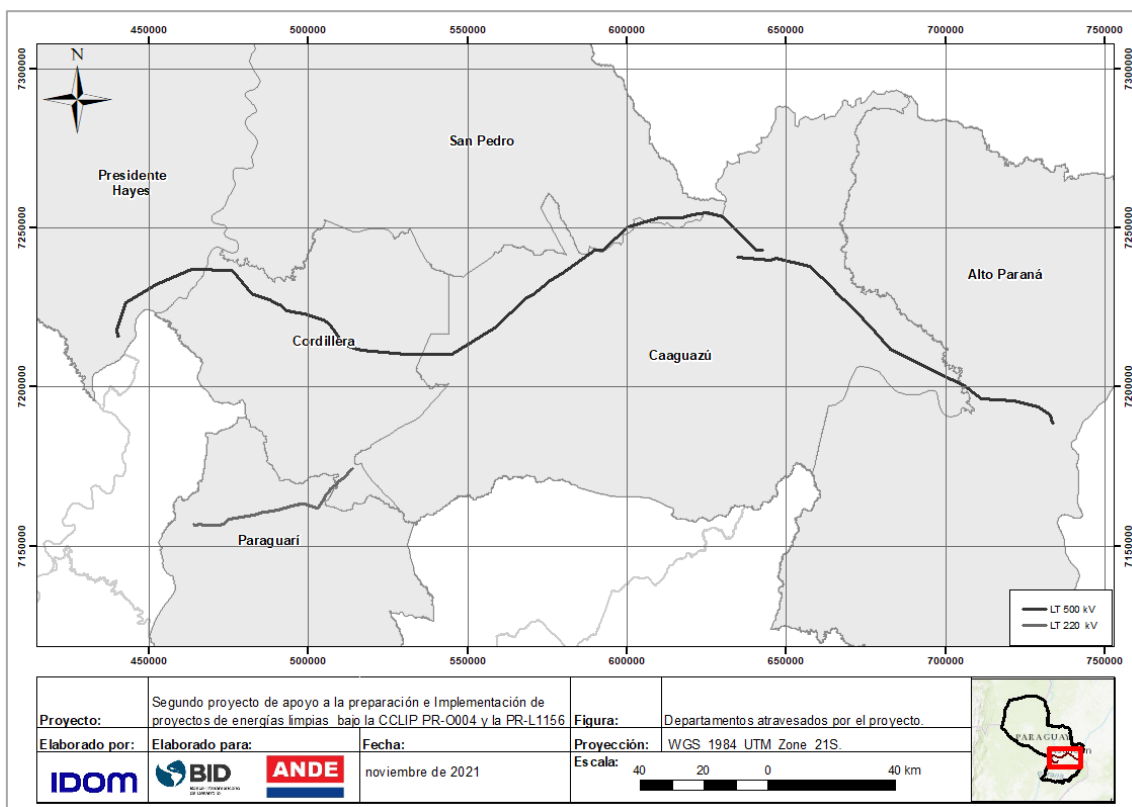 450000 500000 550000 600000 650000 700000 750000
7300000
7300000
N
San Pedro
Presidente
Hayes
7250000
7250000
Alto Paraná
Cordillera
Caaguazú
7200000
7200000
Paraguarí
7150000
7150000
LT 500 kV
LT 220 kV
450000 500000 550000 600000 650000 700000 750000
Proyecto:
Segundo proyecto de apoyo a la preparación e Implementación de
proyectos de energías limpias bajo la CCLIP PR-O004 y la PR-L1156
Figura:
Departamentos atravesados por el proyecto.
Elaborado por:
Elaborado para:
Fecha:
Proyección:
WGS 1984 UTM Zone 21S.
IDOM
BID
ANDE
noviembre de 2021
Escala:
40 20 0 40 km
PARAGUAY